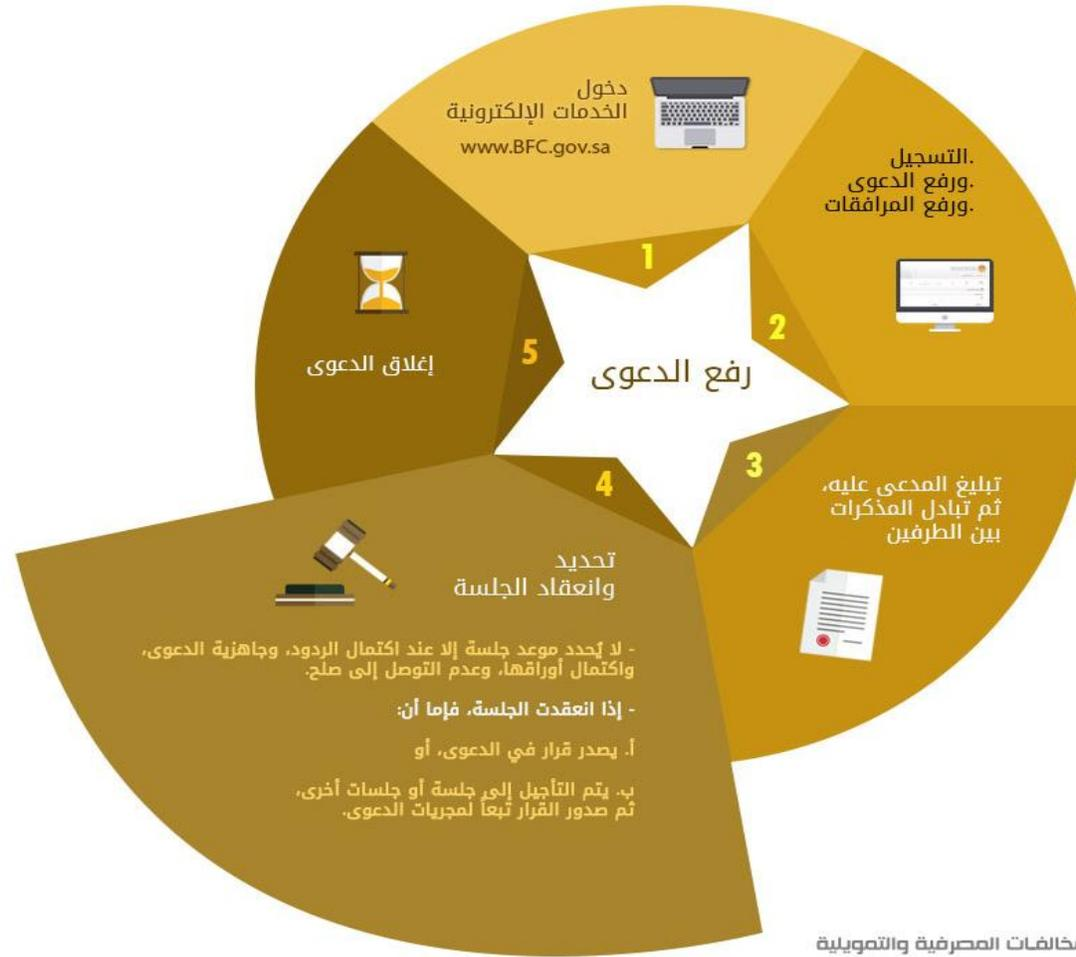 رفع الدعوى
1
دخول
الخدمات الإلكترونية
www.BFC.gov.sa
2
.التسجيل
.ورفع الدعوى
.ورفع المرافقات
3
تبليغ المدعى عليه،
ثم تبادل المذكرات
بين الطرفين
4
تحديد
وانعقاد الجلسة
- لا يُحدد موعد جلسة إلا عند اكتمال الردود، وجاهزية الدعوى،
واكتمال أوراقها، وعدم التوصل إلى صلح.
- إذا انعقدت الجلسة، فإما أن:
أ. يصدر قرار في الدعوى، أو
ب. يتم التأجيل إلى جلسة أو جلسات أخرى،
ثم صدور القرار تبعاً لمجريات الدعوى.
5
إغلاق الدعوى
المصرفية والتمويلية